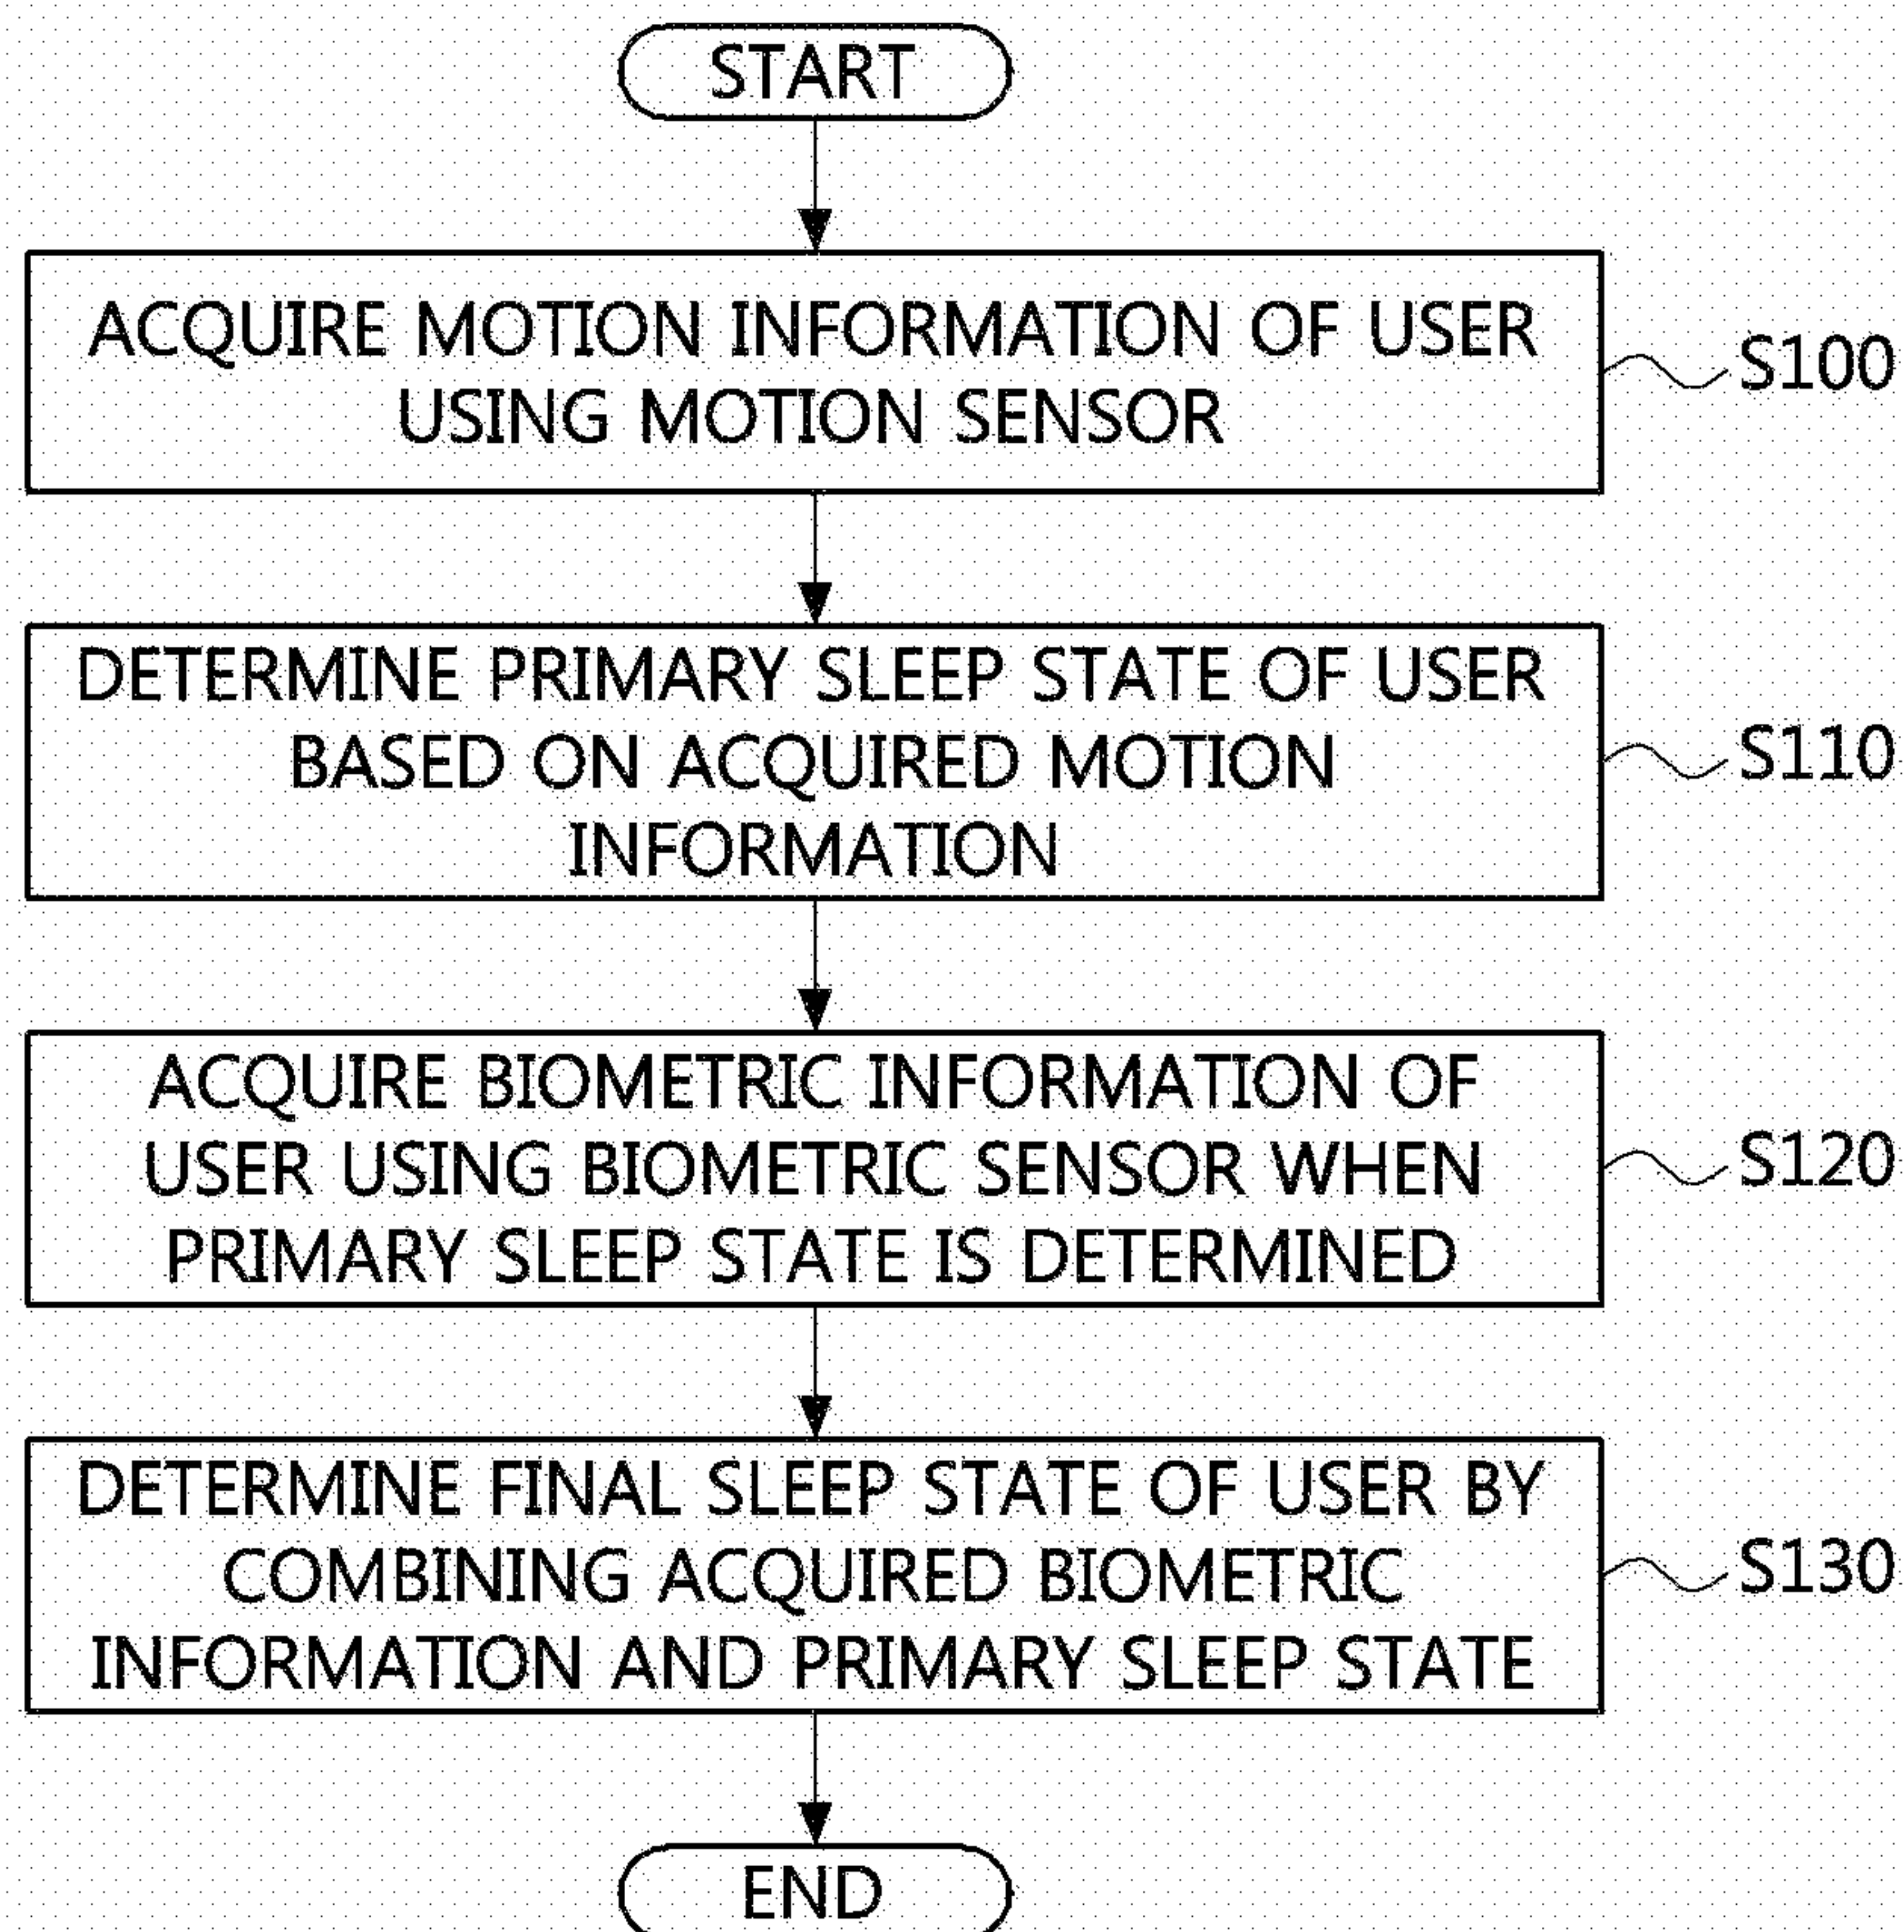 START
ACQUIRE MOTION INFORMATION OF USER
USING MOTION SENSOR
S100
DETERMINE PRIMARY SLEEP STATE OF USER
BASED ON ACQUIRED MOTION
INFORMATION
S110
ACQUIRE BIOMETRIC INFORMATION OF
USER USING BIOMETRIC SENSOR WHEN
PRIMARY SLEEP STATE IS DETERMINED
S120
DETERMINE FINAL SLEEP STATE OF USER BY
COMBINING ACQUIRED BIOMETRIC
INFORMATION AND PRIMARY SLEEP STATE
S130
END